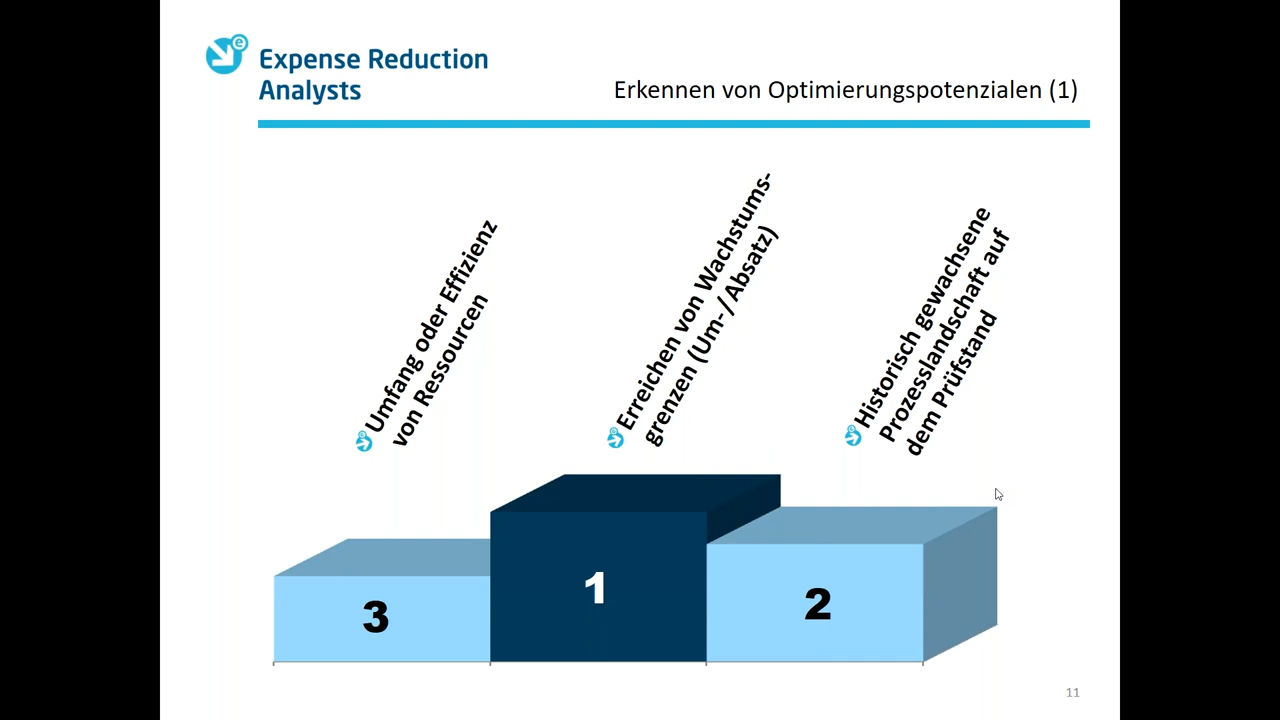 Expense Reduction
Analysts
Erkennen von Optimierungspotenzialen (1)
Umfang oder Effizienz
von Ressourcen
Erreichen von Wachstums-
grenzen (Um-/Absatz)
Historisch gewachsene
Prozesslandschaft auf
dem Prüfstand
3
1
2
11